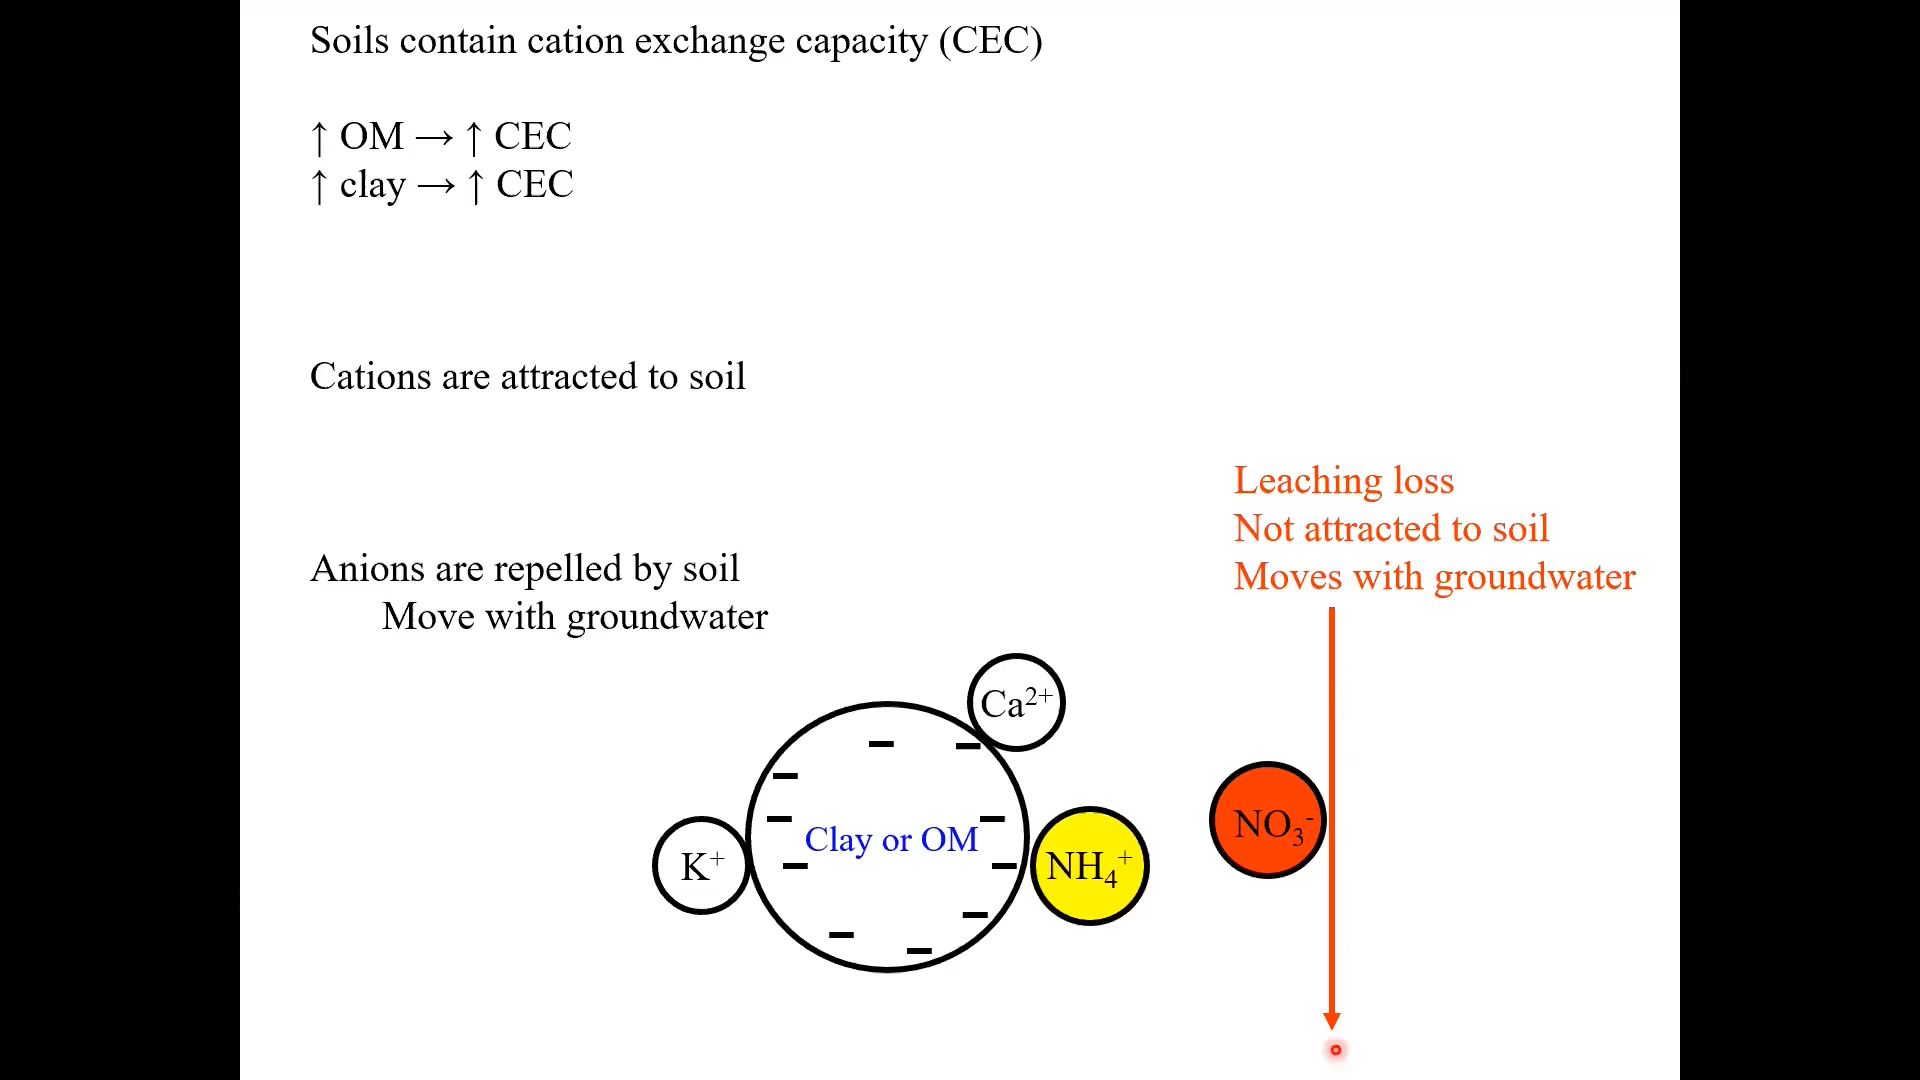 Soils contain cation exchange capacity (CEC)
↑ OM → ↑ CEC
↑ clay → ↑ CEC
Cations are attracted to soil
Anions are repelled by soil
Move with groundwater
Leaching loss
Not attracted to soil
Moves with groundwater
Ca²⁺
Clay or OM
K⁺
NH₄⁺
NO₃⁻